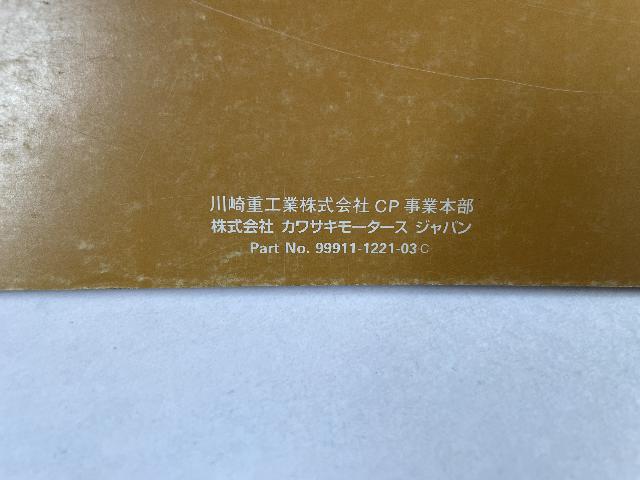 川崎重工業株式会社 CP 事業本部
株式会社 カワサキモータース ジャパン
Part No. 99911-1221-03 C